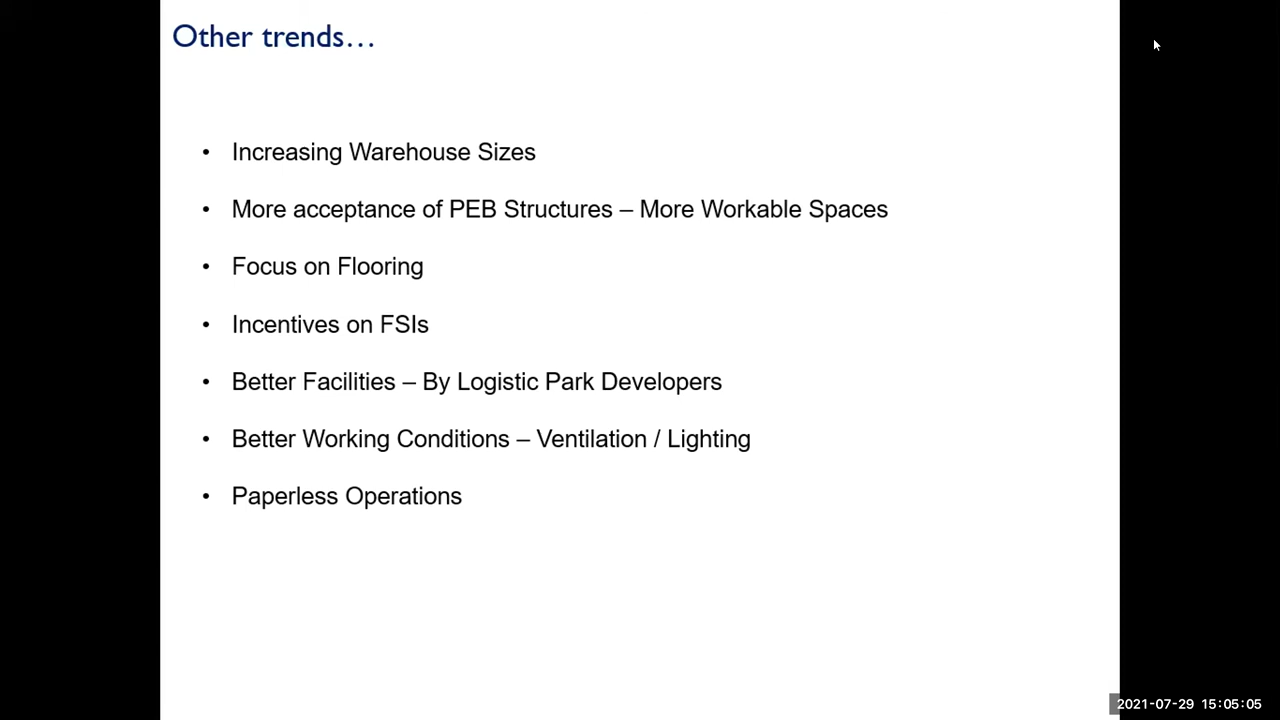 Other trends…
• Increasing Warehouse Sizes
• More acceptance of PEB Structures – More Workable Spaces
• Focus on Flooring
• Incentives on FSIs
• Better Facilities – By Logistic Park Developers
• Better Working Conditions – Ventilation / Lighting
• Paperless Operations
2021-07-29 15:05:05